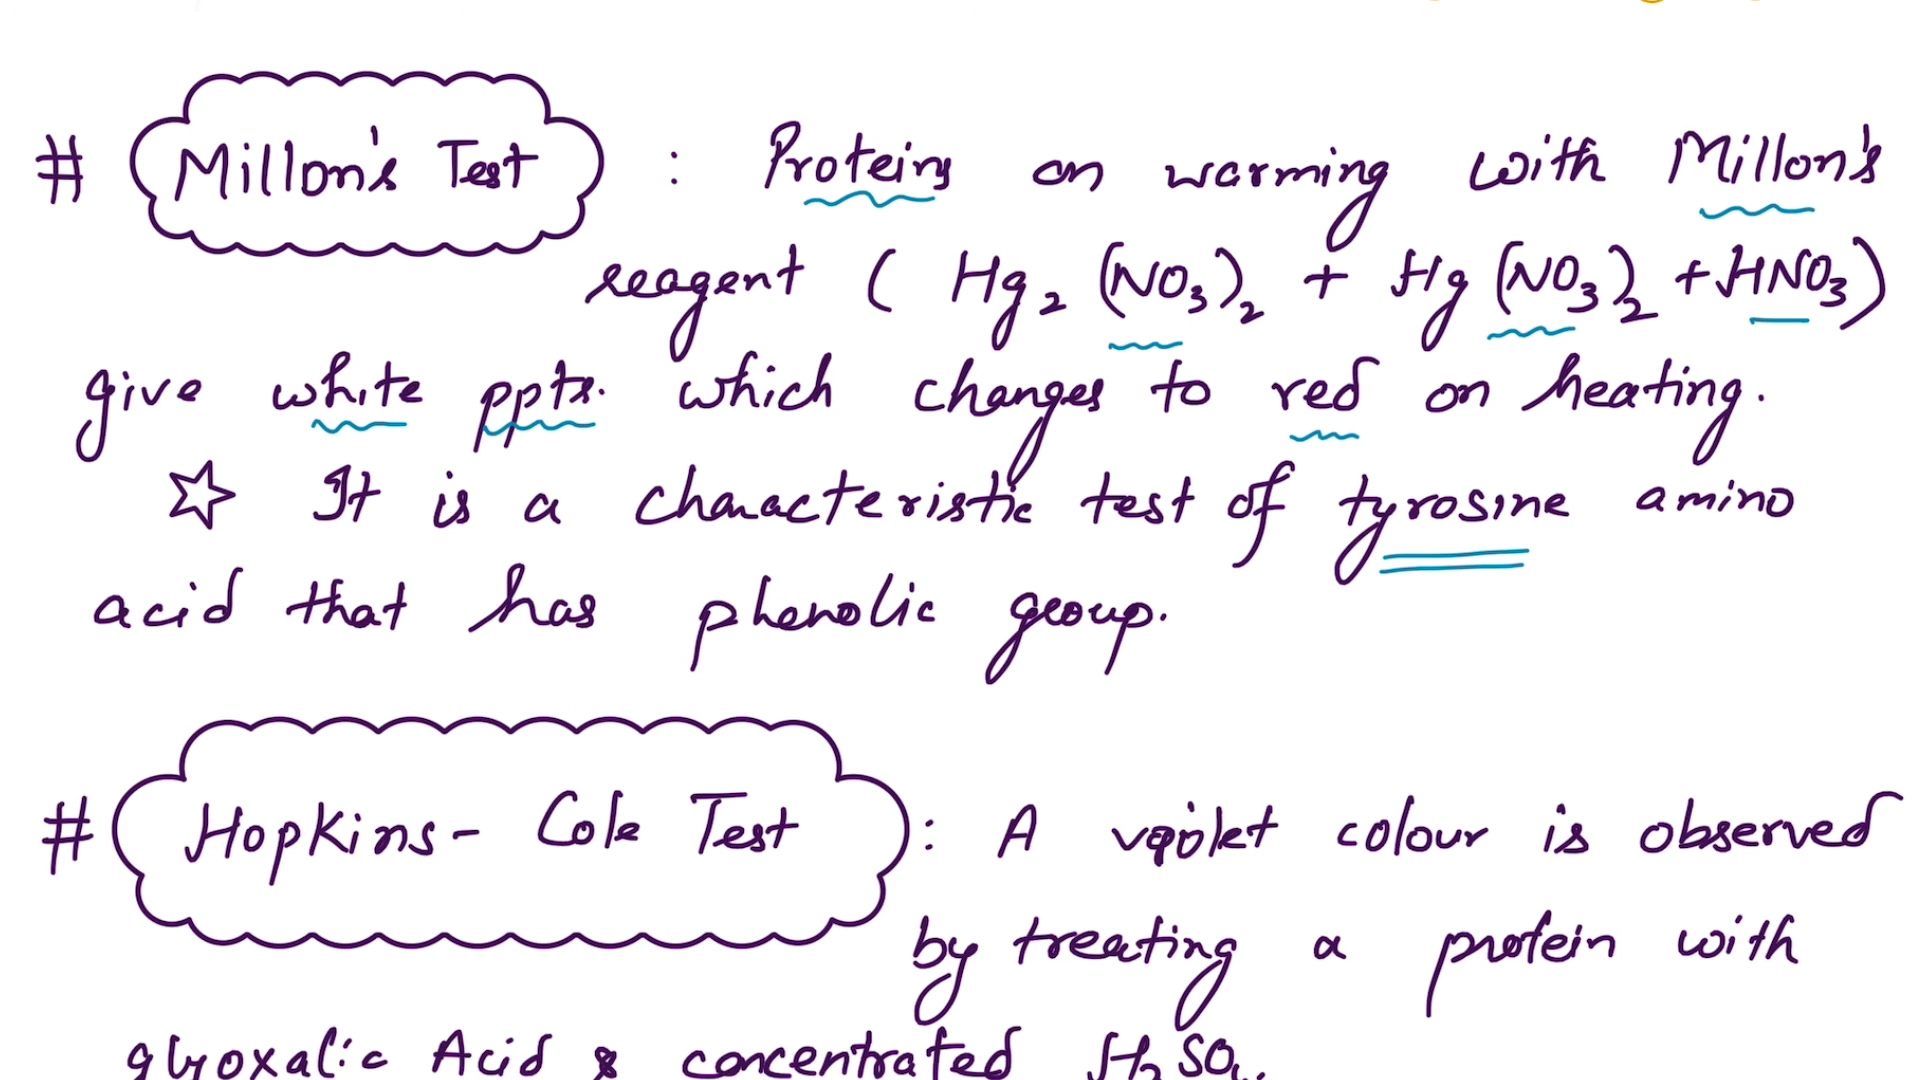 # Millon's Test : Proteins on warming with Millon's
reagent ( Hg₂ (NO₃)₂ + Hg (NO₃)₂ + HNO₃)
give white ppts. which changes to red on heating.
☆ It is a characteristic test of tyrosine amino
acid that has phenolic group.
# Hopkins- Cole Test : A violet colour is observed
by treating a protein with
glyoxalic Acid & concentrated H₂SO₄.